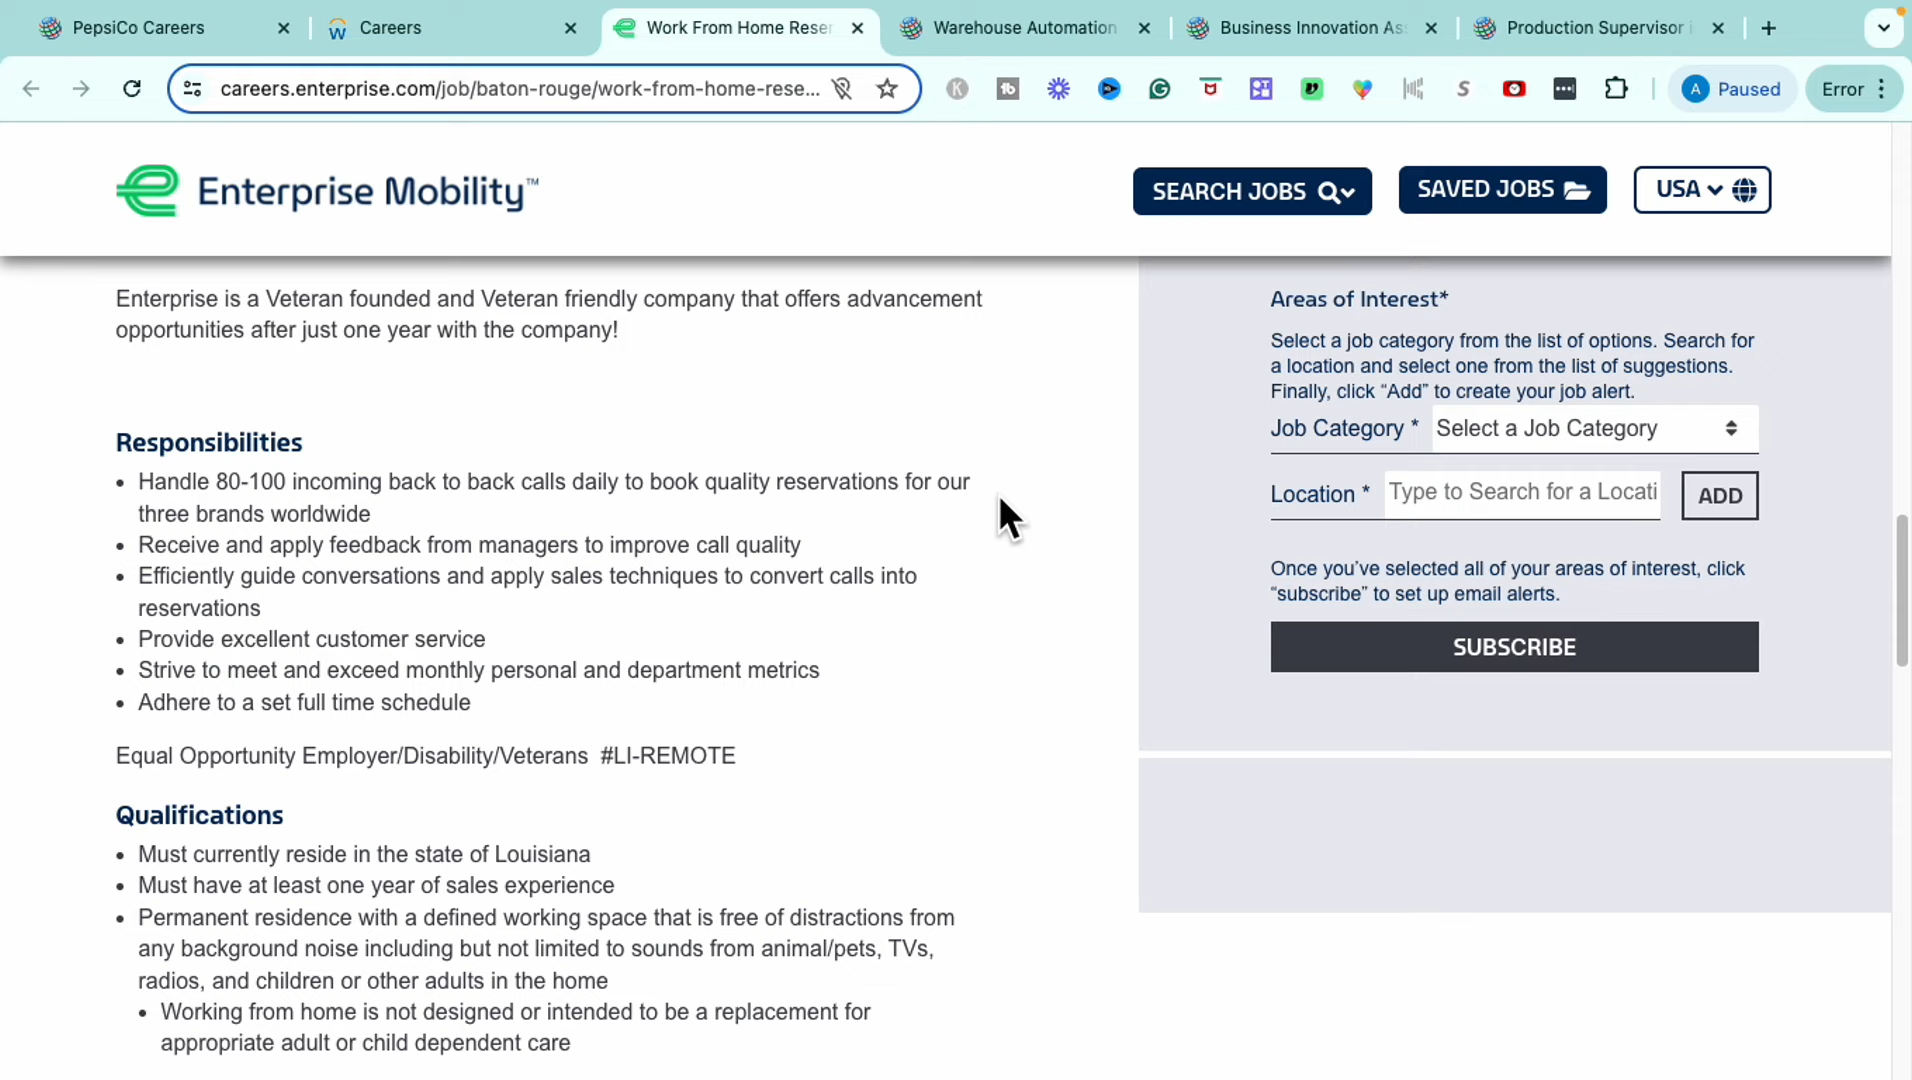 PepsiCo Careers
Careers
Work From Home Reser
Warehouse Automation
Business Innovation As
Production Supervisor i
careers.enterprise.com/job/baton-rouge/work-from-home-rese...
A Paused
Error
Enterprise Mobility™
SEARCH JOBS
SAVED JOBS
USA
Enterprise is a Veteran founded and Veteran friendly company that offers advancement
opportunities after just one year with the company!
Responsibilities
• Handle 80-100 incoming back to back calls daily to book quality reservations for our
three brands worldwide
• Receive and apply feedback from managers to improve call quality
• Efficiently guide conversations and apply sales techniques to convert calls into
reservations
• Provide excellent customer service
• Strive to meet and exceed monthly personal and department metrics
• Adhere to a set full time schedule
Equal Opportunity Employer/Disability/Veterans #LI-REMOTE
Qualifications
• Must currently reside in the state of Louisiana
• Must have at least one year of sales experience
• Permanent residence with a defined working space that is free of distractions from
any background noise including but not limited to sounds from animal/pets, TVs,
radios, and children or other adults in the home
• Working from home is not designed or intended to be a replacement for
appropriate adult or child dependent care
Areas of Interest*
Select a job category from the list of options. Search for
a location and select one from the list of suggestions.
Finally, click “Add” to create your job alert.
Job Category * Select a Job Category
Location * Type to Search for a Locati
ADD
Once you’ve selected all of your areas of interest, click
“subscribe” to set up email alerts.
SUBSCRIBE